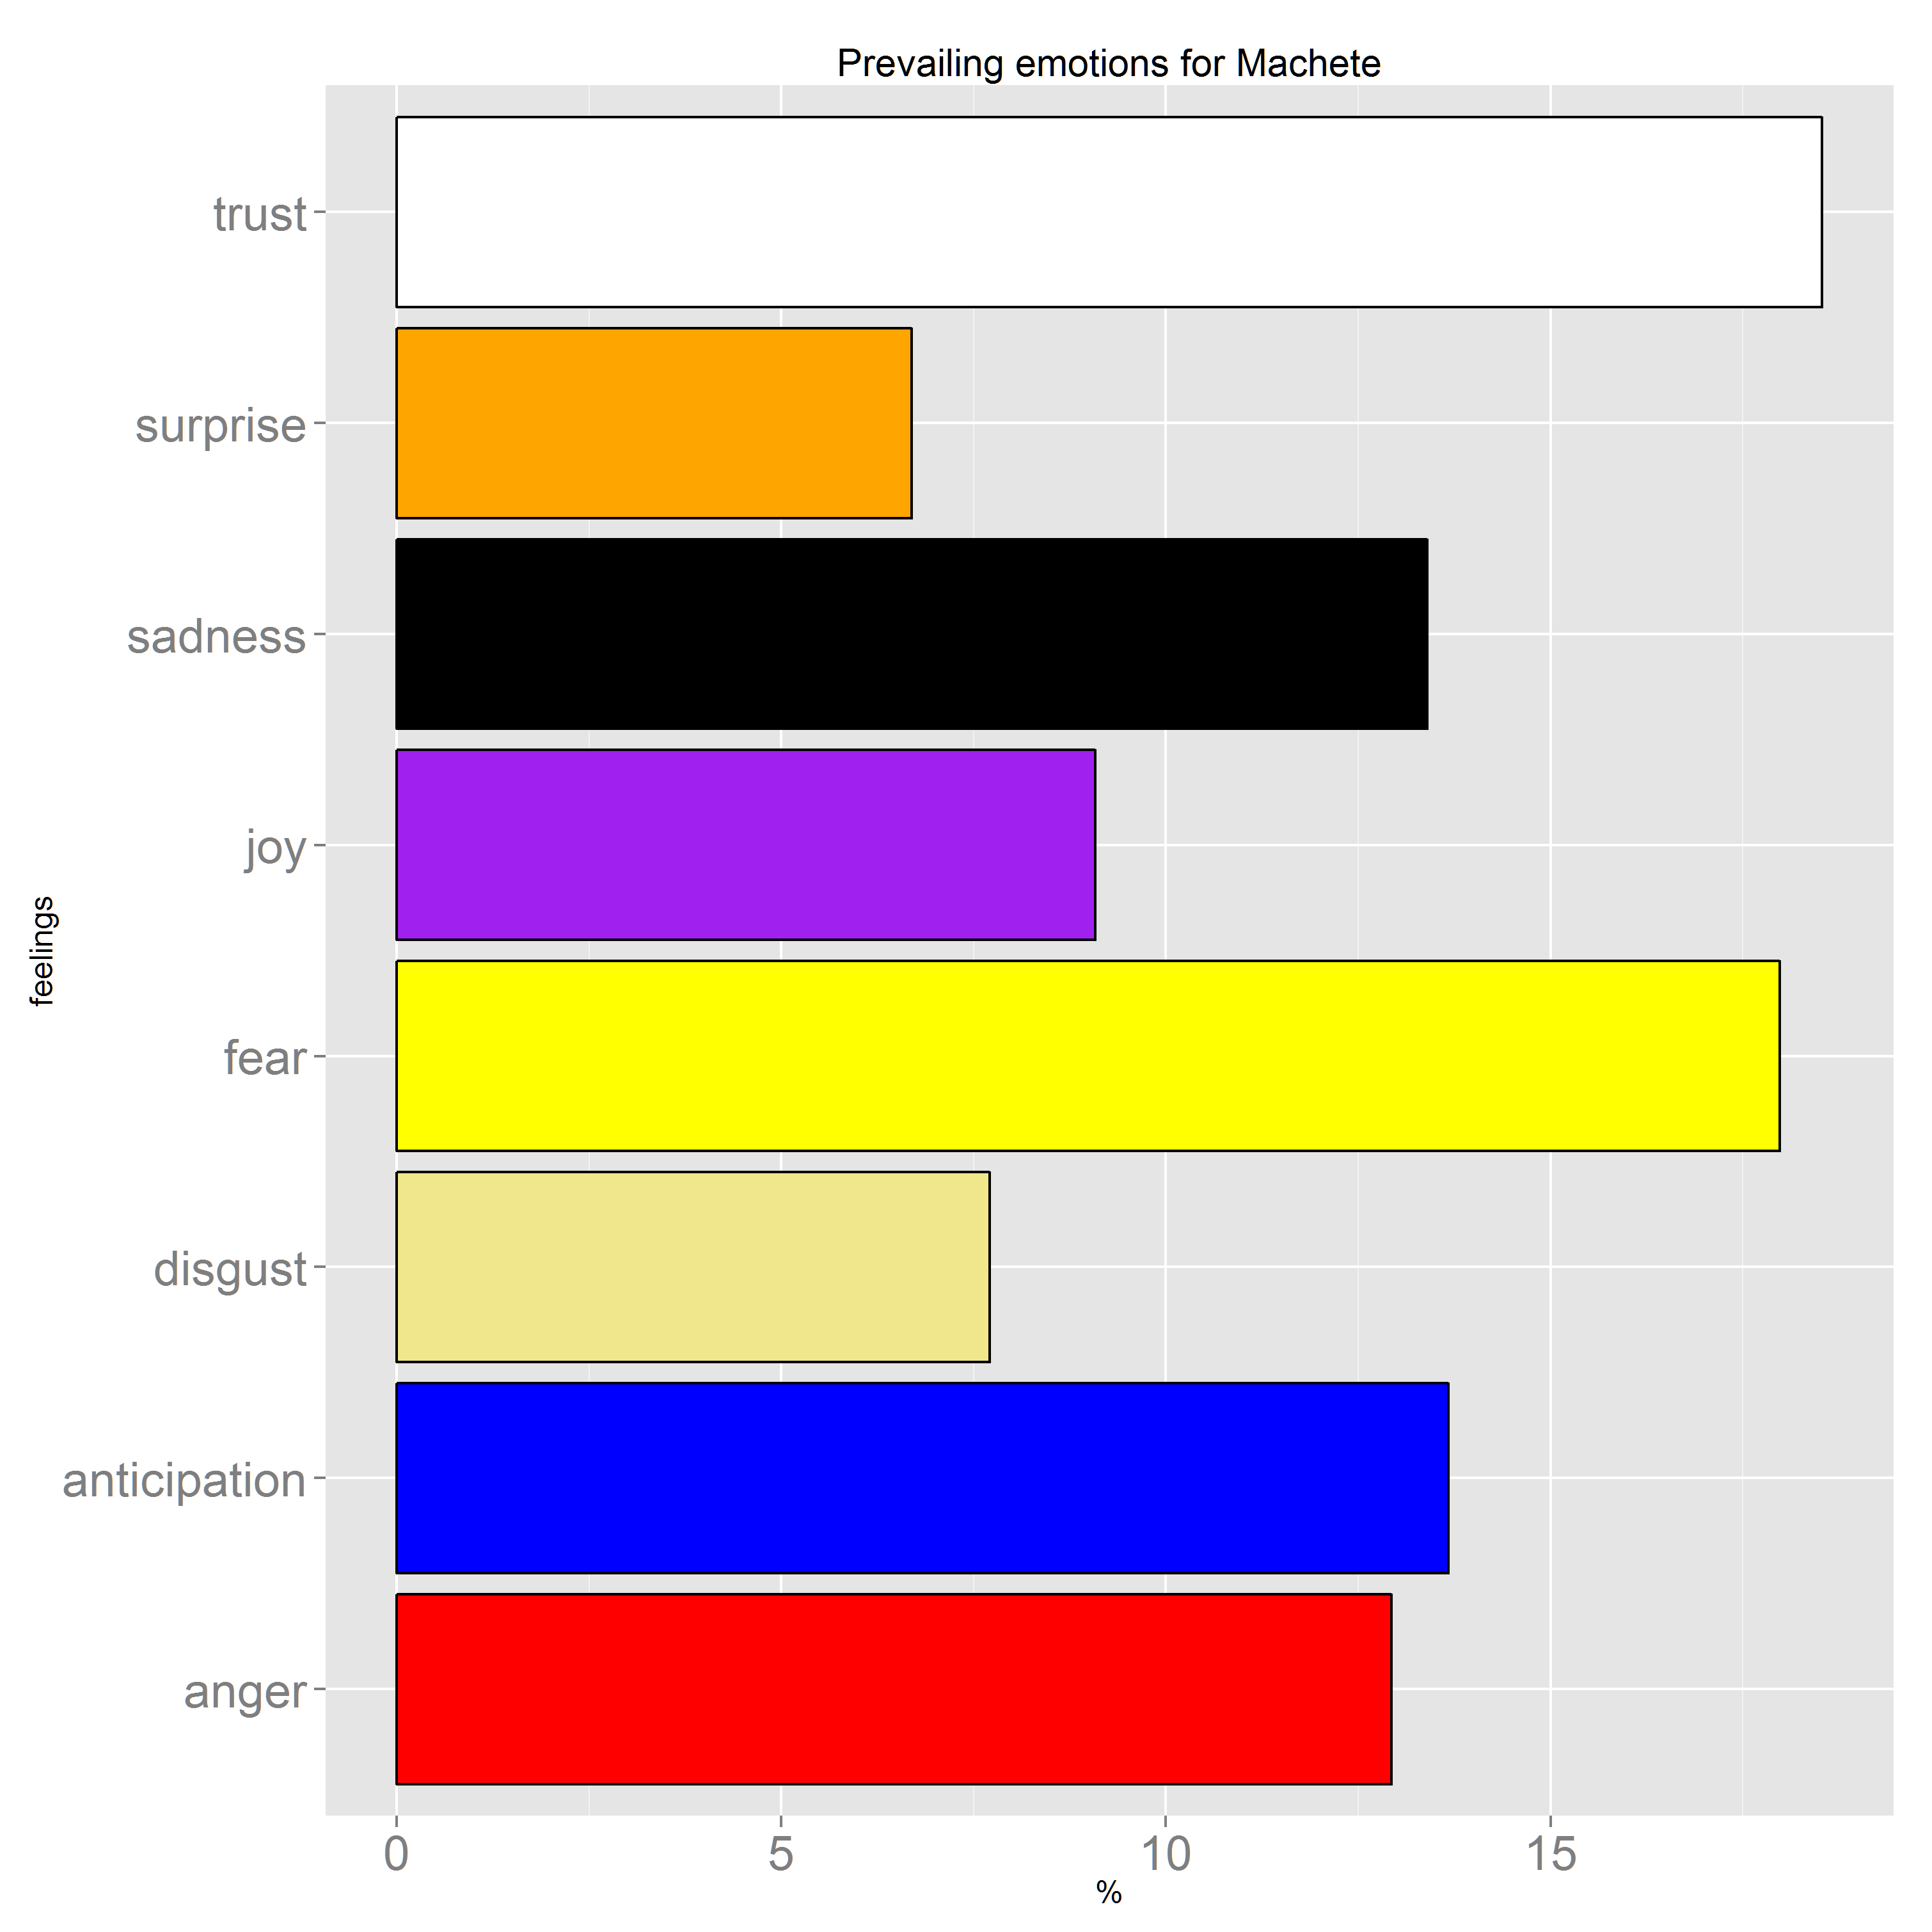 Prevailing emotions for Machete
trust
surprise
sadness
joy
feelings
fear
disgust
anticipation
anger
0 5 10 15
%